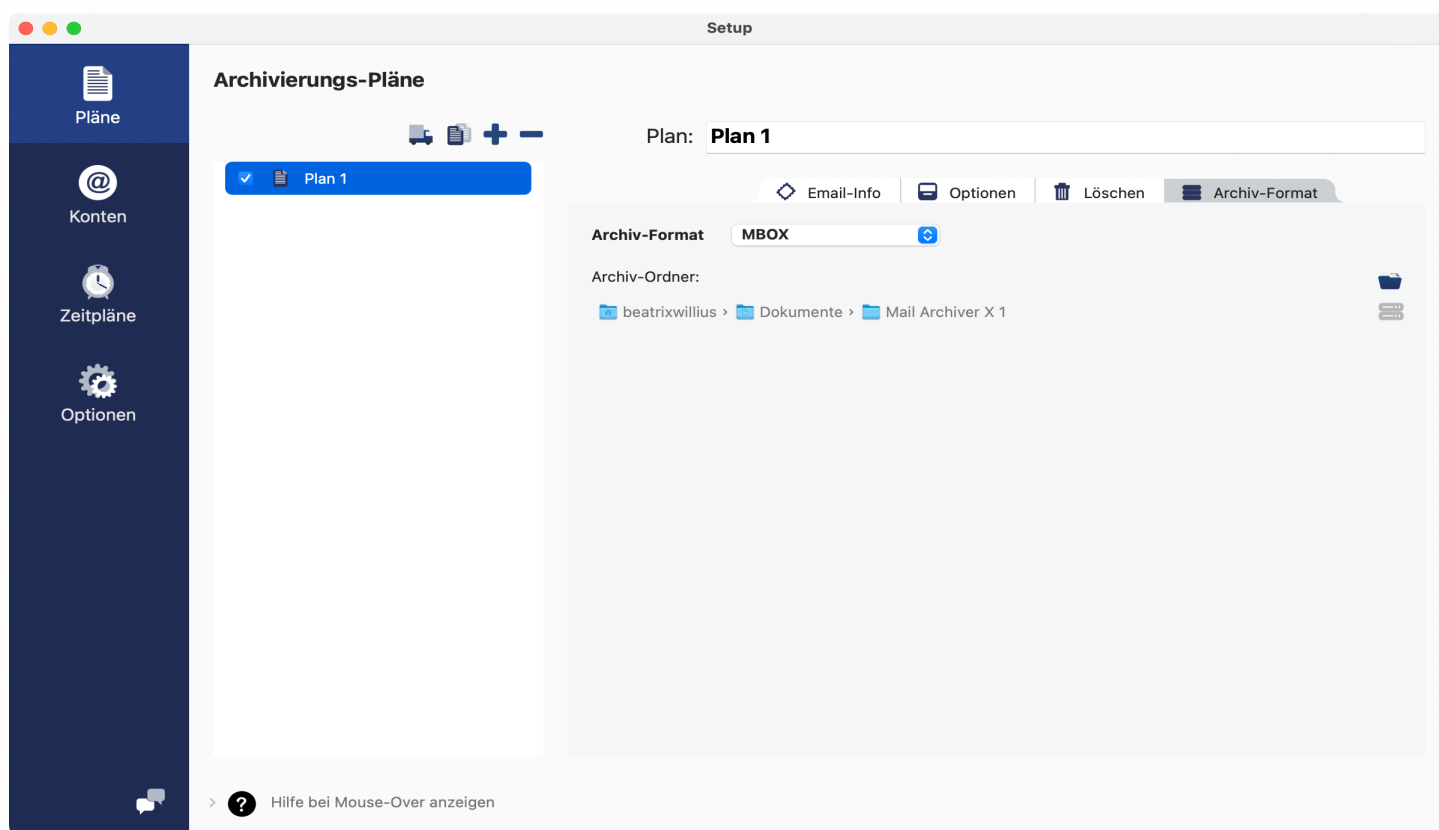 Setup
Pläne
Konten
Zeitpläne
Optionen
Archivierungs-Pläne
Plan 1
Plan: Plan 1
Email-Info Optionen Löschen Archiv-Format
Archiv-Format MBOX
Archiv-Ordner:
beatrixwillius › Dokumente › Mail Archiver X 1
? Hilfe bei Mouse-Over anzeigen